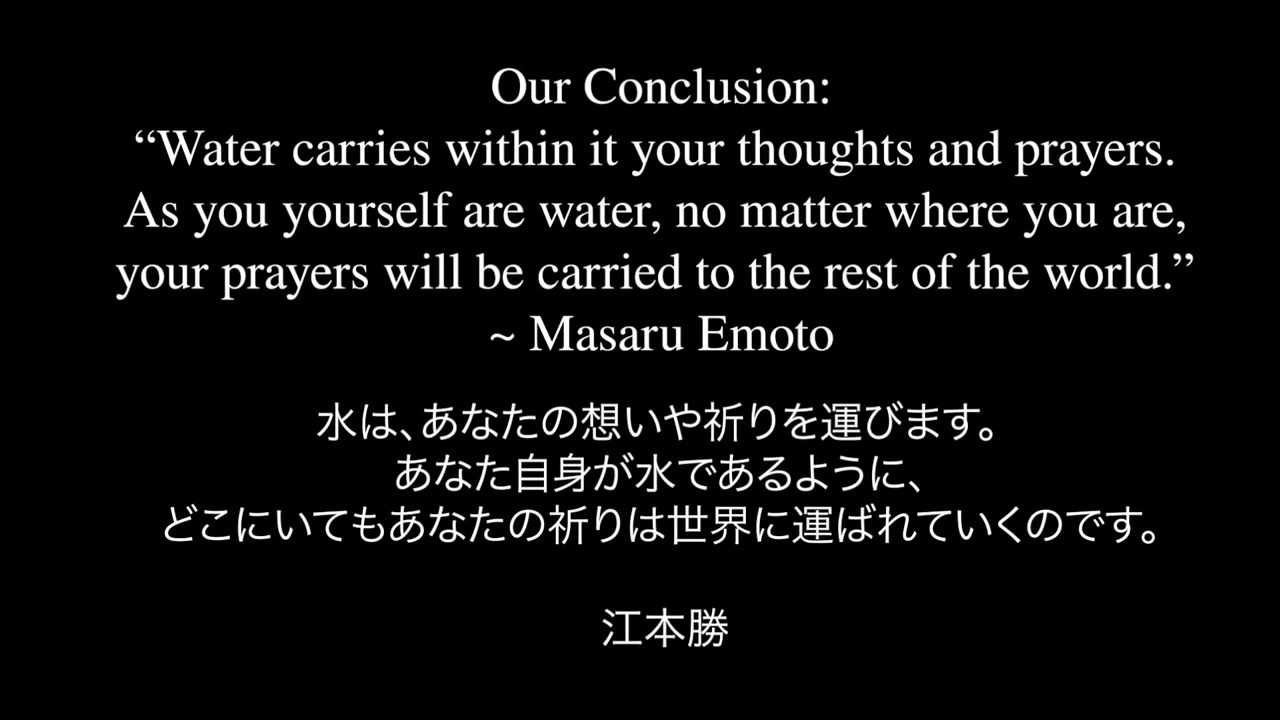 Our Conclusion:
“Water carries within it your thoughts and prayers.
As you yourself are water, no matter where you are,
your prayers will be carried to the rest of the world.”
~ Masaru Emoto
水は、あなたの想いや祈りを運びます。
あなた自身が水であるように、
どこにいてもあなたの祈りは世界に運ばれていくのです。
江本勝